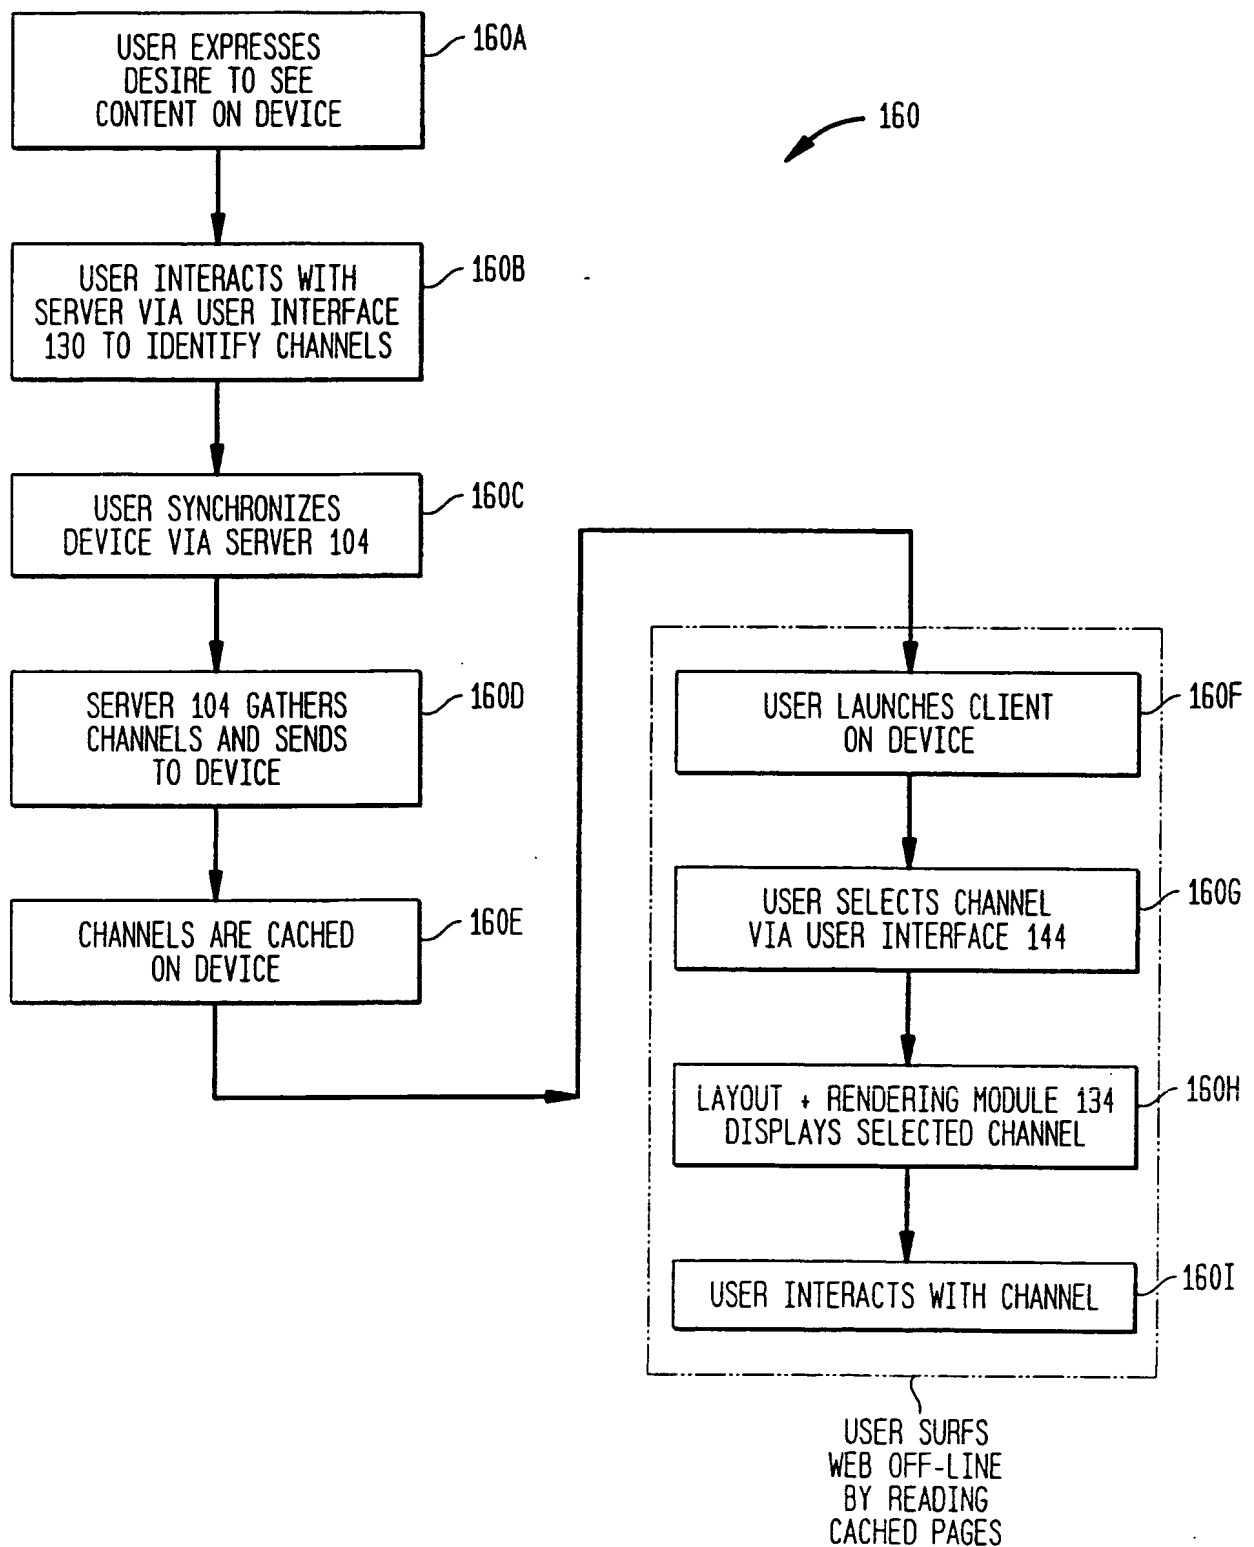 USER EXPRESSES
DESIRE TO SEE
CONTENT ON DEVICE
160A
160
USER INTERACTS WITH
SERVER VIA USER INTERFACE
130 TO IDENTIFY CHANNELS
160B
USER SYNCHRONIZES
DEVICE VIA SERVER 104
160C
SERVER 104 GATHERS
CHANNELS AND SENDS
TO DEVICE
160D
CHANNELS ARE CACHED
ON DEVICE
160E
USER LAUNCHES CLIENT
ON DEVICE
160F
USER SELECTS CHANNEL
VIA USER INTERFACE 144
160G
LAYOUT + RENDERING MODULE 134
DISPLAYS SELECTED CHANNEL
160H
USER INTERACTS WITH CHANNEL
160I
USER SURFS
WEB OFF-LINE
BY READING
CACHED PAGES